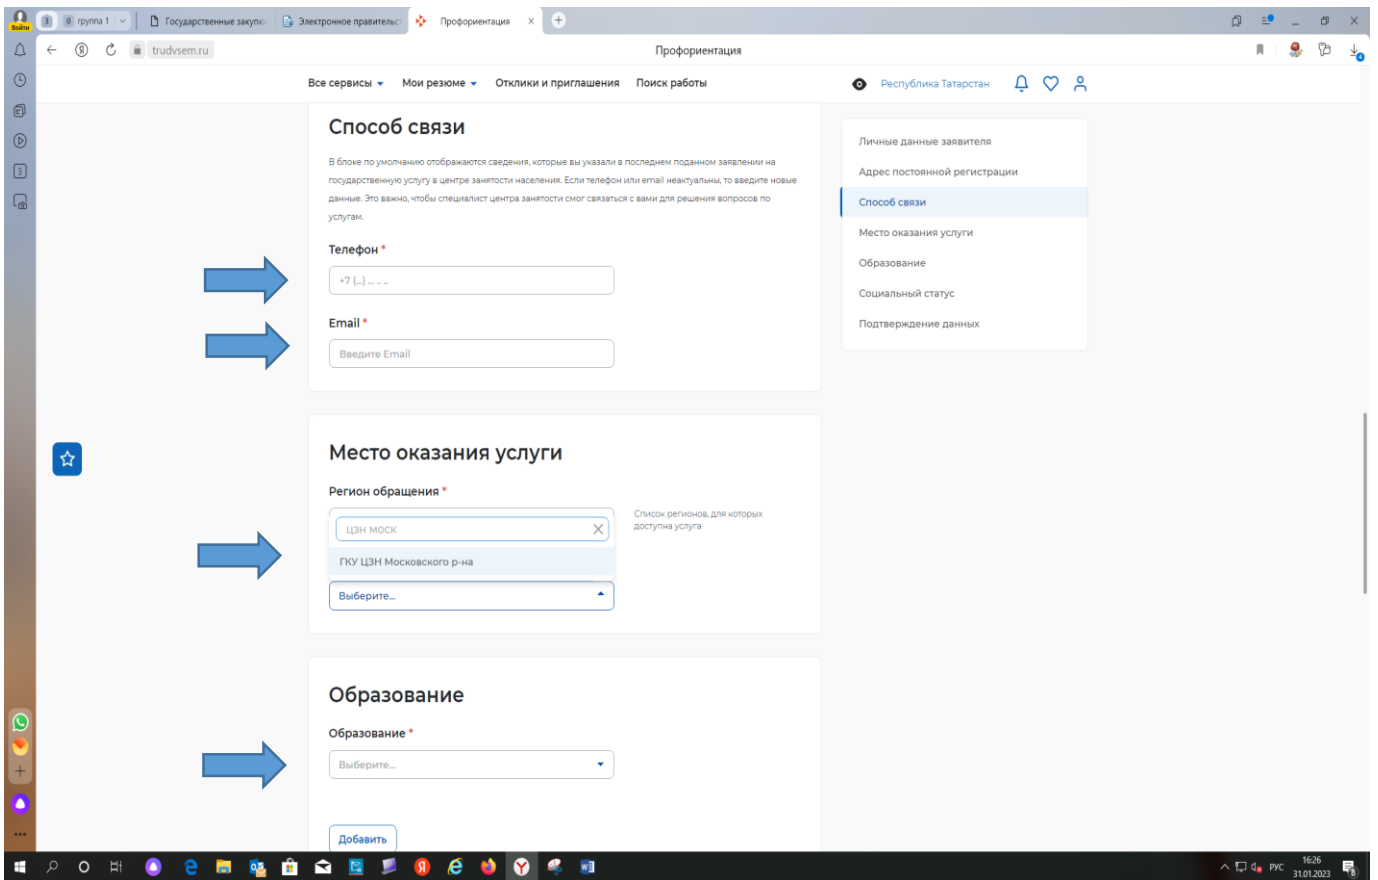 Войти
3
0 группа 1
Государственные закупк
Электронное правительст
Профориентация
trudvsem.ru
Профориентация
Все сервисы
Мои резюме
Отклики и приглашения
Поиск работы
Республика Татарстан
Способ связи
В блоке по умолчанию отображаются сведения, которые вы указали в последнем поданном заявлении на
государственную услугу в центре занятости населения. Если телефон или email неактуальны, то введите новые
данные. Это важно, чтобы специалист центра занятости смог связаться с вами для решения вопросов по
услугам.
Телефон *
+7 (...) ... .. ..
Email *
Введите Email
Личные данные заявителя
Адрес постоянной регистрации
Способ связи
Место оказания услуги
Образование
Социальный статус
Подтверждение данных
Место оказания услуги
Регион обращения *
Список регионов, для которых
доступна услуга
цзн моск
ГКУ ЦЗН Московского р-на
Выберите...
Образование
Образование *
Выберите...
Добавить
РУС
16:26
31.01.2023